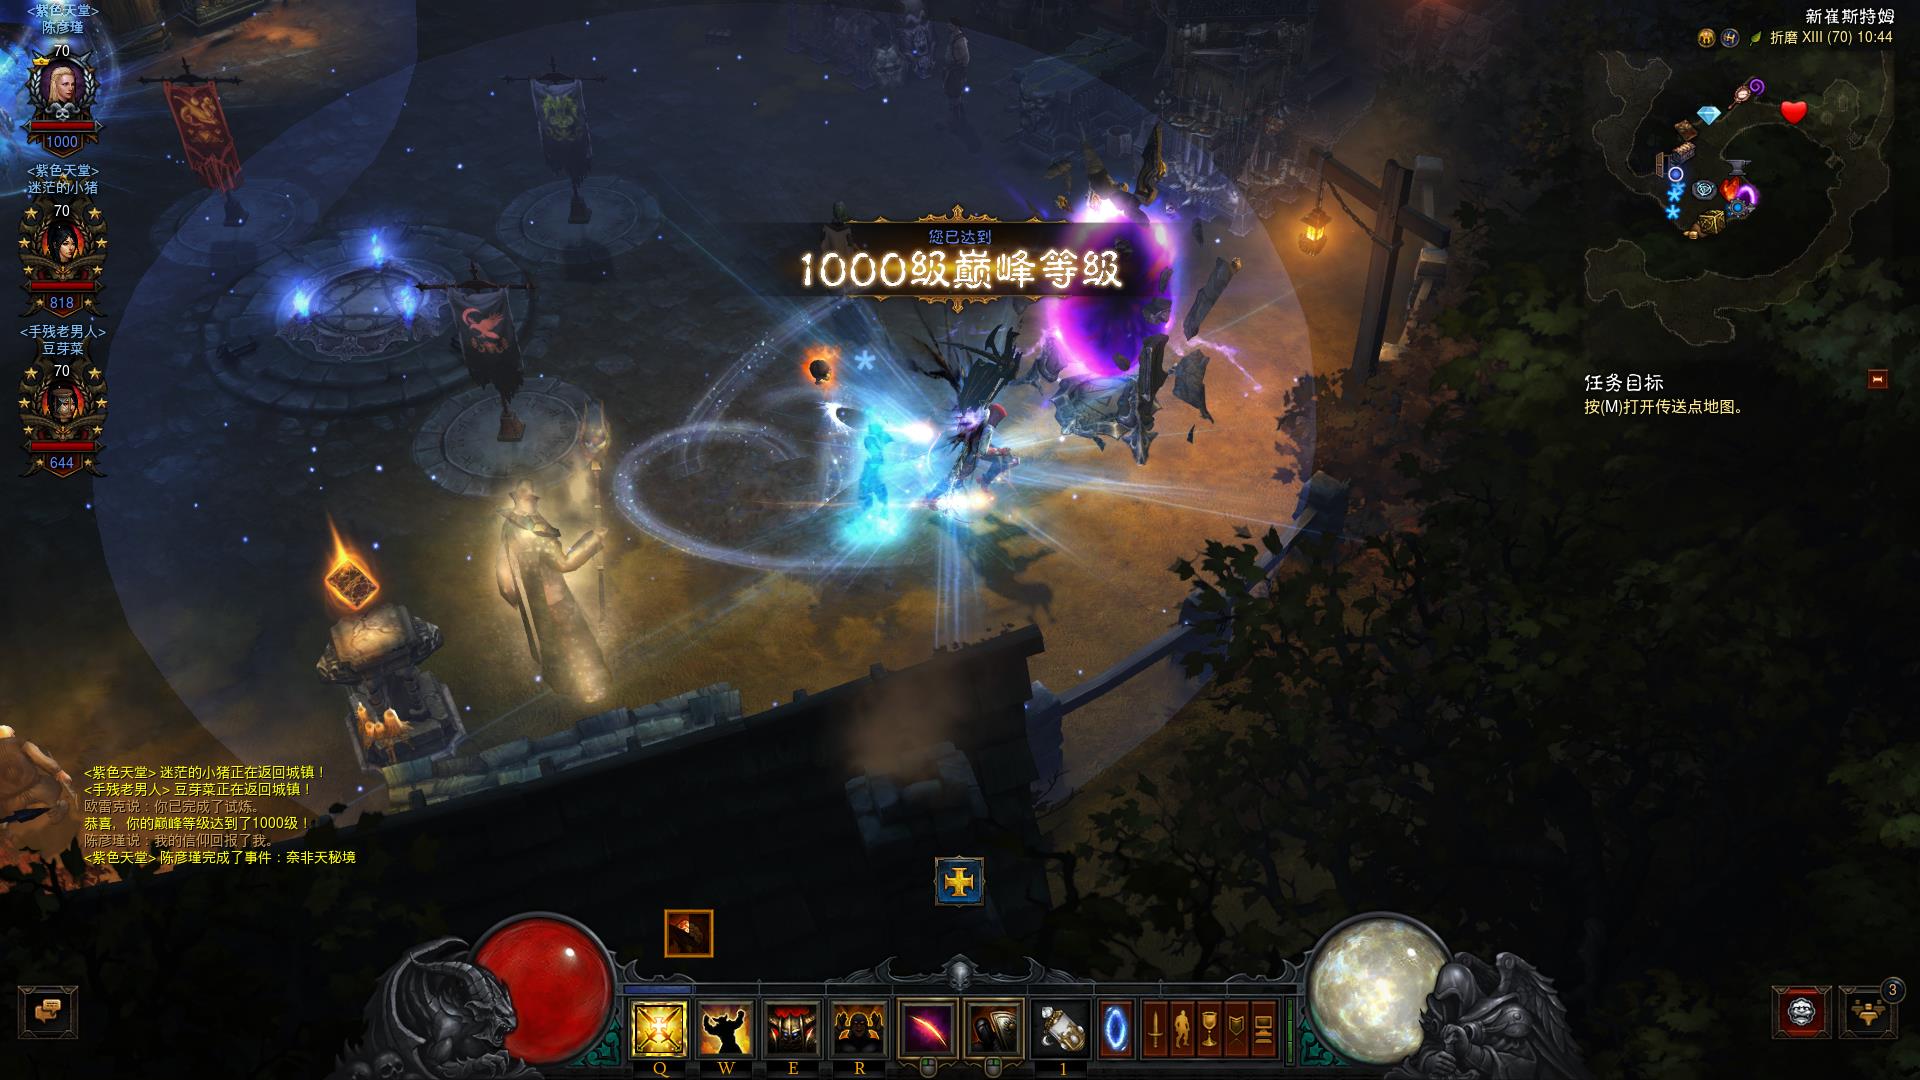 <紫色天堂>
陈彦瑾
70
1000
<紫色天堂>
迷茫的小猪
70
818
<手残老男人>
豆芽菜
70
644
您已达到
1000级巅峰等级
新崔斯特姆
折磨 XIII (70) 10:44
任务目标
按(M)打开传送点地图。
<紫色天堂> 迷茫的小猪正在返回城镇！
<手残老男人> 豆芽菜正在返回城镇！
欧雷克说：你已完成了试炼。
恭喜，你的巅峰等级达到了1000级！
陈彦瑾说：我的信仰回报了我。
<紫色天堂> 陈彦瑾完成了事件：奈非天秘境
Q
W
E
R
1
3